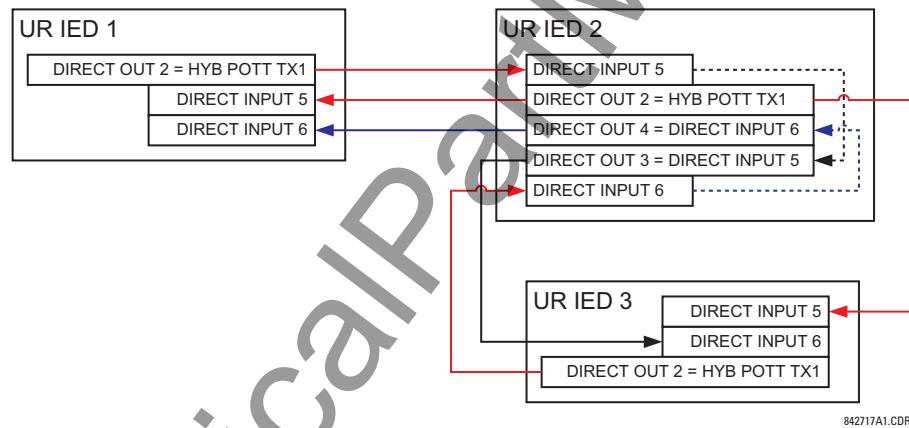 UR IED 1
DIRECT OUT 2 = HYB POTT TX1
DIRECT INPUT 5
DIRECT INPUT 6
UR IED 2
DIRECT INPUT 5
DIRECT OUT 2 = HYB POTT TX1
DIRECT OUT 4 = DIRECT INPUT 6
DIRECT OUT 3 = DIRECT INPUT 5
DIRECT INPUT 6
UR IED 3
DIRECT INPUT 5
DIRECT INPUT 6
DIRECT OUT 2 = HYB POTT TX1
842717A1.CDR